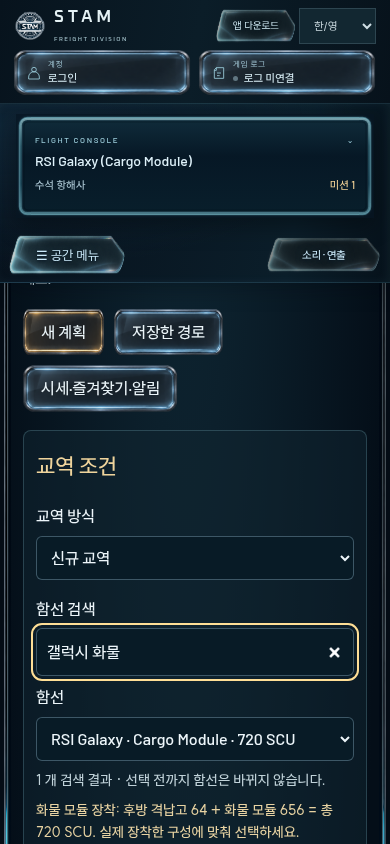 STAM
FREIGHT DIVISION
STAM
앱 다운로드
한/영
계정
로그인
게임 로그
로그 미연결
FLIGHT CONSOLE
RSI Galaxy (Cargo Module)
수석 항해사
미션 1
☰ 공간 메뉴
소리·연출
새 계획
저장한 경로
시세·즐겨찾기·알림
교역 조건
교역 방식
신규 교역
함선 검색
갤럭시 화물
함선
RSI Galaxy · Cargo Module · 720 SCU
1개 검색 결과 · 선택 전까지 함선은 바뀌지 않습니다.
화물 모듈 장착: 후방 격납고 64 + 화물 모듈 656 = 총
720 SCU. 실제 장착한 구성에 맞춰 선택하세요.